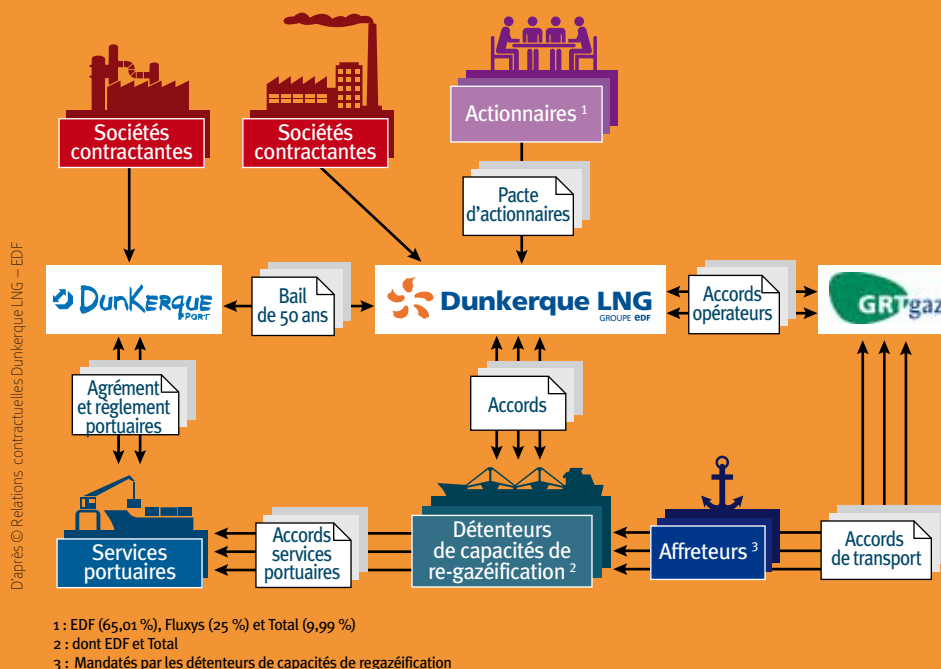 Sociétés
contractantes
Sociétés
contractantes
Actionnaires 1
Pacte
d'actionnaires
DunKerque
PORT
Bail
de 50 ans
Dunkerque LNG
GROUPE eDF
Accords
opérateurs
GRTgaz
Agrément
et règlement
portuaires
Accords
Services
portuaires
Accords
services
portuaires
Détenteurs
de capacités de
re-gazéification 2
Affreteurs 3
Accords
de transport
D'après © Relations contractuelles Dunkerque LNG – EDF
1 : EDF (65,01 %), Fluxys (25 %) et Total (9,99 %)
2 : dont EDF et Total
3 : Mandatés par les détenteurs de capacités de regazéification